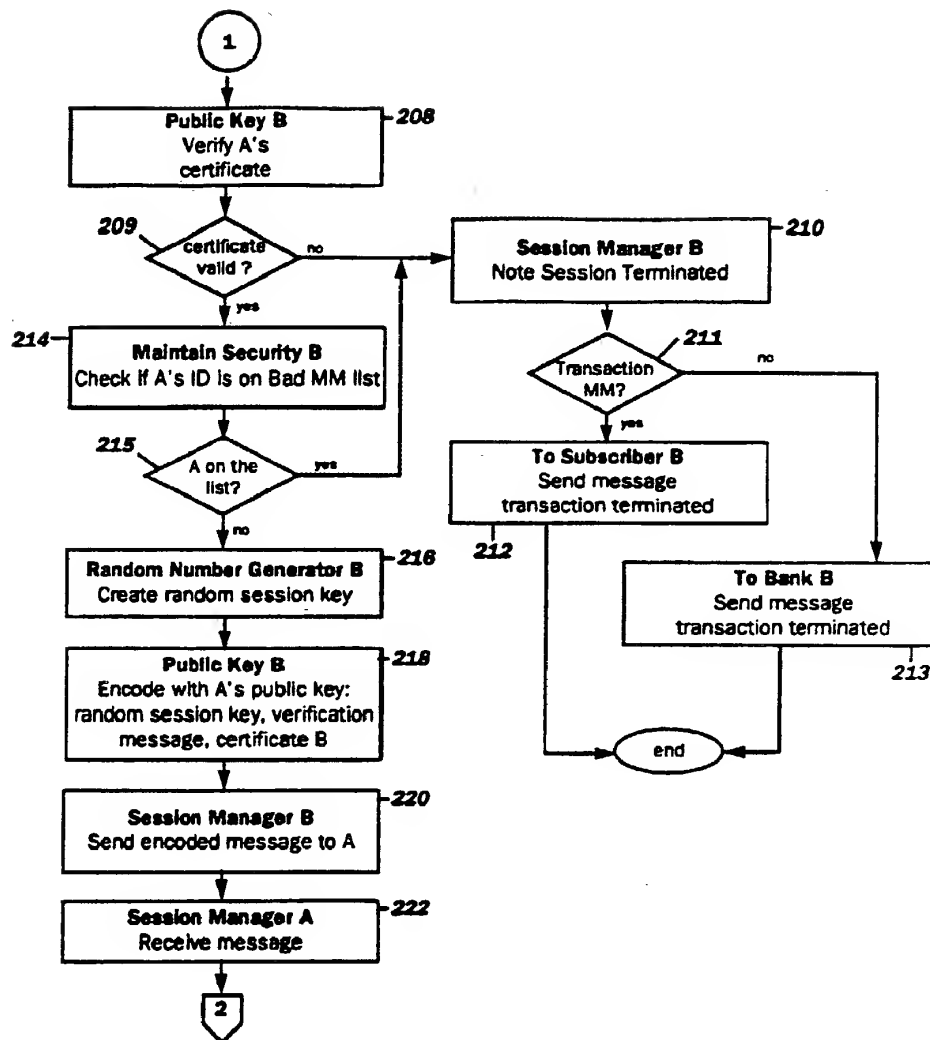 1
Public Key B
Verify A's
certificate
208
209
certificate
valid ?
no
yes
Session Manager B
Note Session Terminated
210
214
Maintain Security B
Check if A's ID is on Bad MM list
211
Transaction
MM?
no
yes
215
A on the
list?
yes
no
To Subscriber B
Send message
transaction terminated
212
Random Number Generator B
Create random session key
216
To Bank B
Send message
transaction terminated
213
Public Key B
Encode with A's public key:
random session key, verification
message, certificate B
218
end
Session Manager B
Send encoded message to A
220
Session Manager A
Receive message
222
2